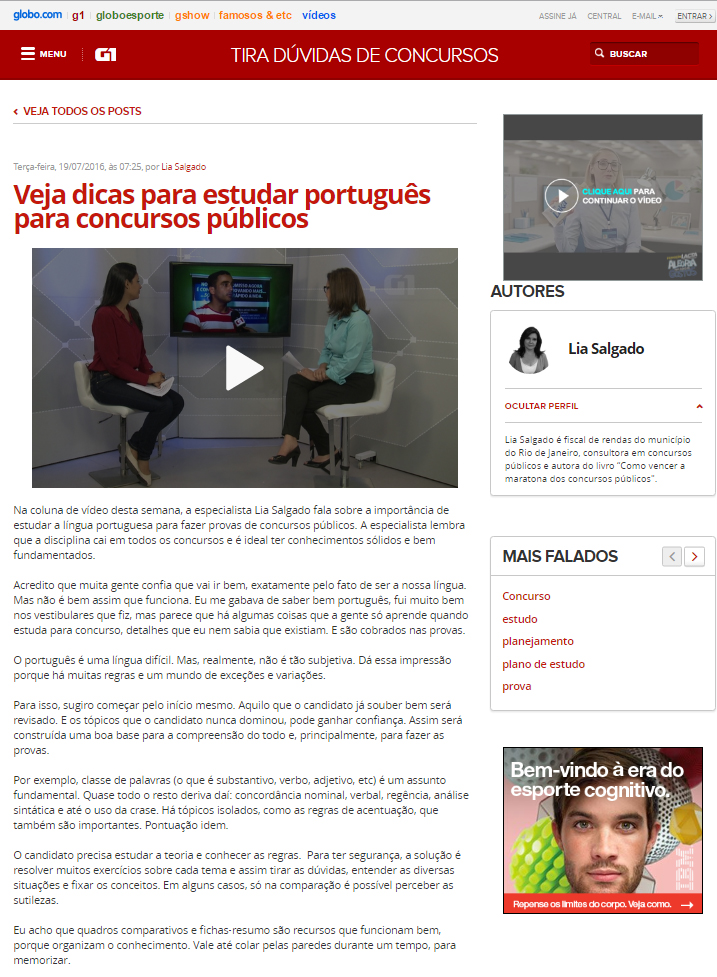 globo.com g1 globoesporte gshow famosos & etc vídeos
ASSINE JÁ CENTRAL E-MAIL ENTRAR
MENU G1 TIRA DÚVIDAS DE CONCURSOS BUSCAR
VEJA TODOS OS POSTS
Terça-feira, 19/07/2016, às 07:25, por Lia Salgado
Veja dicas para estudar português
para concursos públicos
G1
Na coluna de vídeo desta semana, a especialista Lia Salgado fala sobre a importância de
estudar a língua portuguesa para fazer provas de concursos públicos. A especialista lembra
que a disciplina cai em todos os concursos e é ideal ter conhecimentos sólidos e bem
fundamentados.
Acredito que muita gente confia que vai ir bem, exatamente pelo fato de ser a nossa língua.
Mas não é bem assim que funciona. Eu me gabava de saber bem português, fui muito bem
nos vestibulares que fiz, mas parece que há algumas coisas que a gente só aprende quando
estuda para concurso, detalhes que eu nem sabia que existiam. E são cobrados nas provas.
O português é uma língua difícil. Mas, realmente, não é tão subjetiva. Dá essa impressão
porque há muitas regras e um mundo de exceções e variações.
Para isso, sugiro começar pelo início mesmo. Aquilo que o candidato já souber bem será
revisado. E os tópicos que o candidato nunca dominou, pode ganhar confiança. Assim será
construída uma boa base para a compreensão do todo e, principalmente, para fazer as
provas.
Por exemplo, classe de palavras (o que é substantivo, verbo, adjetivo, etc) é um assunto
fundamental. Quase todo o resto deriva daí: concordância nominal, verbal, regência, análise
sintática e até o uso da crase. Há tópicos isolados, como as regras de acentuação, que
também são importantes. Pontuação idem.
O candidato precisa estudar a teoria e conhecer as regras. Para ter segurança, a solução é
resolver muitos exercícios sobre cada tema e assim tirar as dúvidas, entender as diversas
situações e fixar os conceitos. Em alguns casos, só na comparação é possível perceber as
sutilezas.
Eu acho que quadros comparativos e fichas-resumo são recursos que funcionam bem,
porque organizam o conhecimento. Vale até colar pelas paredes durante um tempo, para
memorizar.
CLIQUE AQUI PARA
CONTINUAR O VÍDEO
ALEGRIA
AUTORES
Lia Salgado
OCULTAR PERFIL
Lia Salgado é fiscal de rendas do município
do Rio de Janeiro, consultora em concursos
públicos e autora do livro "Como vencer a
maratona dos concursos públicos".
MAIS FALADOS
Concurso
estudo
planejamento
plano de estudo
prova
Bem-vindo à era do
esporte cognitivo.
IBM
Repense os limites do corpo. Veja como.